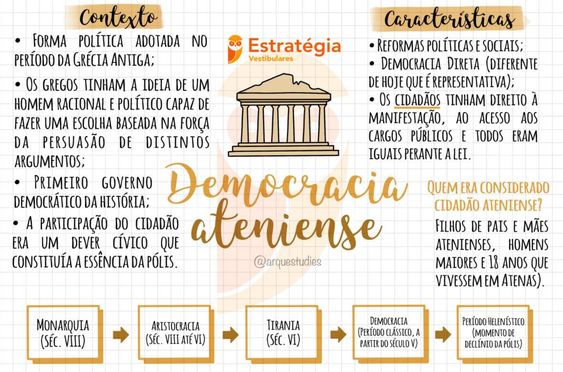 Contexto
• Forma política adotada no
período da Grécia Antiga;
• Os gregos tinham a ideia de um
homem racional e político capaz de
fazer uma escolha baseada na força
da persuasão de distintos
argumentos;
• Primeiro governo
democrático da história;
• A participação do cidadão
era um dever cívico que
constituía a essência da pólis.
Estratégia
Vestibulares
Democracia
ateniense
@arquestudies
Características
• Reformas políticas e sociais;
• Democracia Direta (diferente
de hoje que é representativa);
• Os cidadãos tinham direito à
manifestação, ao acesso aos
cargos públicos e todos eram
iguais perante a lei.
Quem era considerado
cidadão ateniense?
Filhos de pais e mães
atenienses, homens
maiores e 18 anos que
vivessem em Atenas).
Monarquia
(Séc. VIII)
Aristocracia
(Séc. VIII até VI)
Tirania
(Séc. VI)
Democracia
(Período clássico, a
partir do século V)
Período Helenístico
(momento de
declínio da pólis)